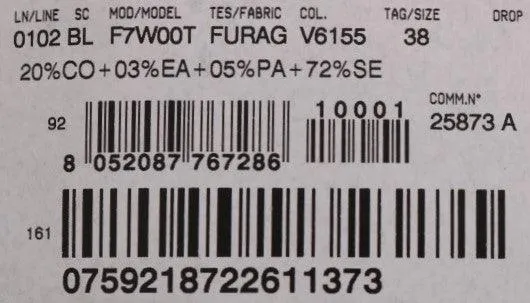 LN/LINE SC MOD/MODEL TES/FABRIC COL. TAG/SIZE DROP
0102 BL F7W00T FURAG V6155 38
20%CO+03%EA+05%PA+72%SE
10001 COMM.N°
92 25873 A
8 052087 767286
161
0759218722611373